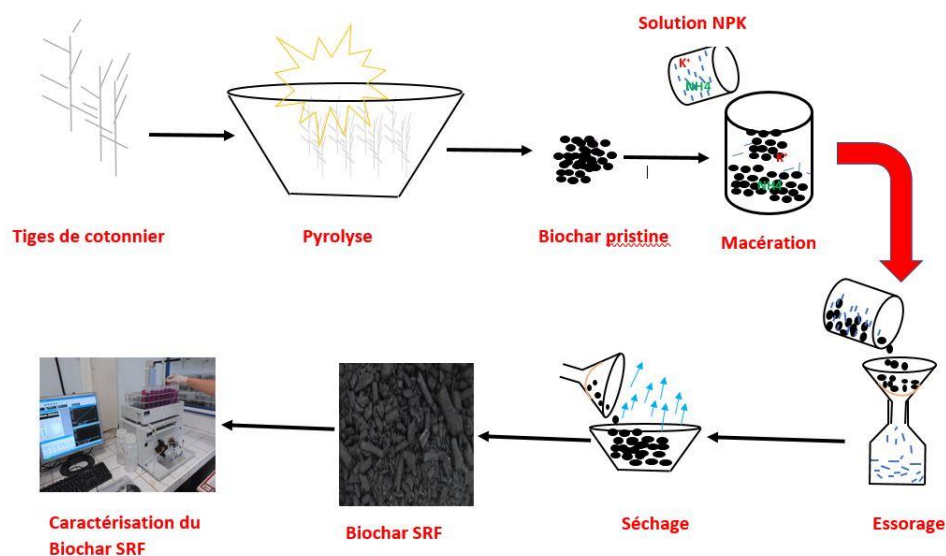 Solution NPK
K⁺
NH4
K⁺
NH4
Tiges de cotonnier
Pyrolyse
Biochar pristine
Macération
Caractérisation du
Biochar SRF
Biochar SRF
Séchage
Essorage